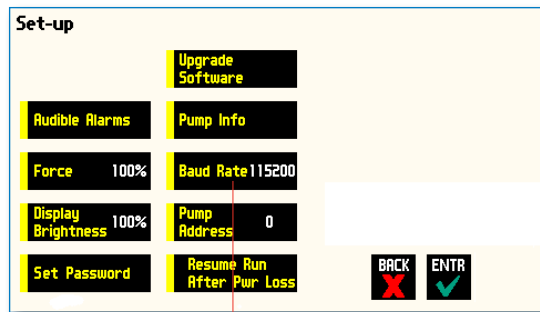 Set-up
Upgrade
Software
Audible Alarms
Pump Info
Force 100%
Baud Rate 115200
Display
Brightness 100%
Pump
Address 0
Set Password
Resume Run
After Pwr Loss
BACK
ENTR